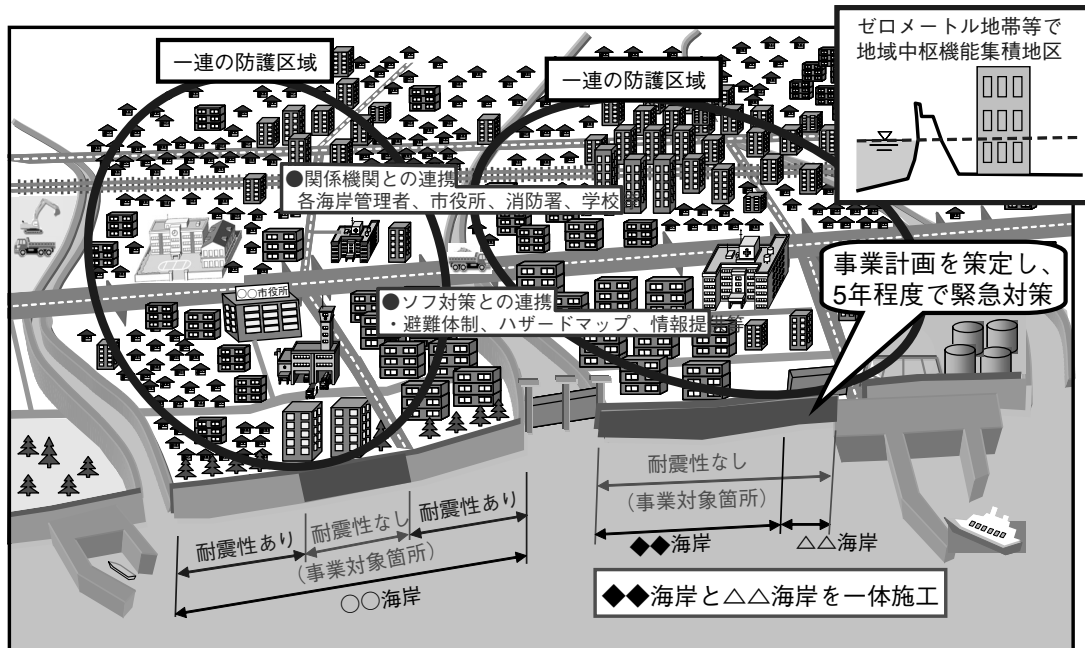 ゼロメートル地帯等で
地域中枢機能集積地区
一連の防護区域
一連の防護区域
●関係機関との連携
各海岸管理者、市役所、消防署、学校
事業計画を策定し、
5年程度で緊急対策
○○市役所
●ソフ対策との連携
・避難体制、ハザードマップ、情報提供等
耐震性なし
(事業対象箇所)
◆◆海岸
△△海岸
耐震性あり
耐震性なし
耐震性あり
(事業対象箇所)
○○海岸
◆◆海岸と△△海岸を一体施工